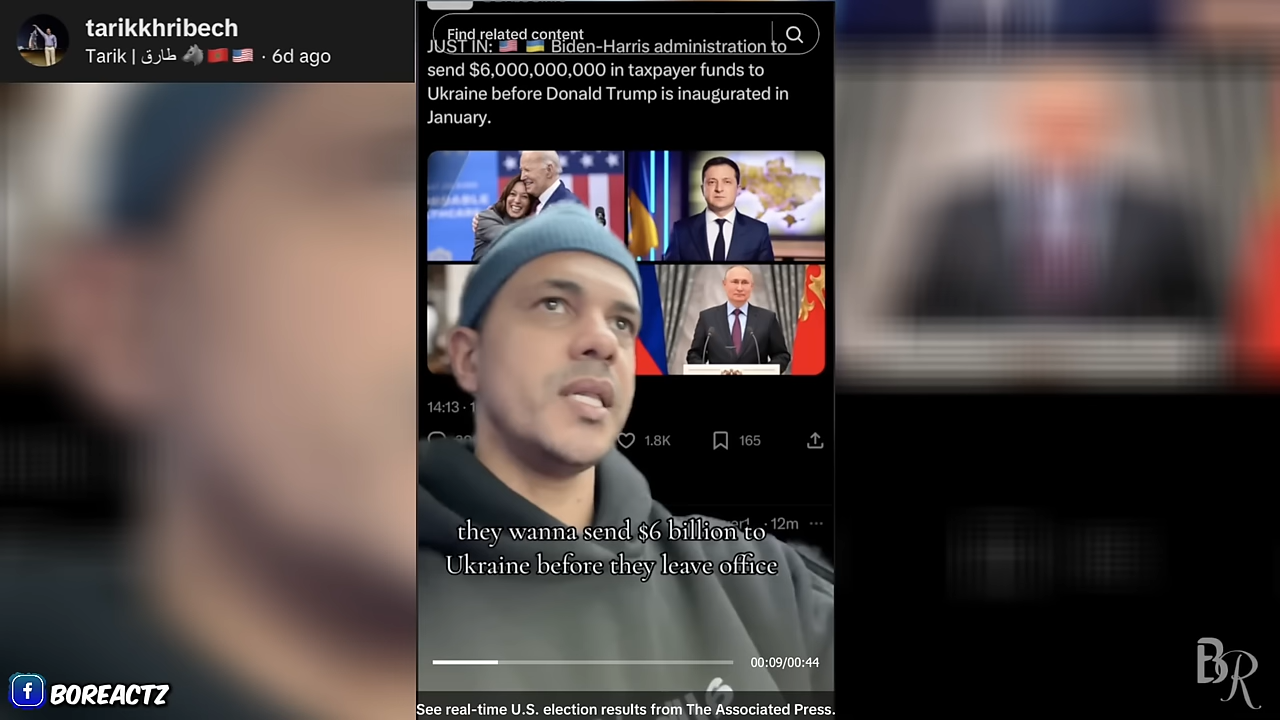 tarikkhribech
Tarik | طارق 🐴🇲🇦🇺🇸 · 6d ago
Find related content
JUST IN: 🇺🇸 🇺🇦 Biden-Harris administration to
send $6,000,000,000 in taxpayer funds to
Ukraine before Donald Trump is inaugurated in
January.
14:13 ·
1.8K
165
· 12m ···
they wanna send $6 billion to
Ukraine before they leave office
00:09/00:44
See real-time U.S. election results from The Associated Press.
f BOREACTZ
BR